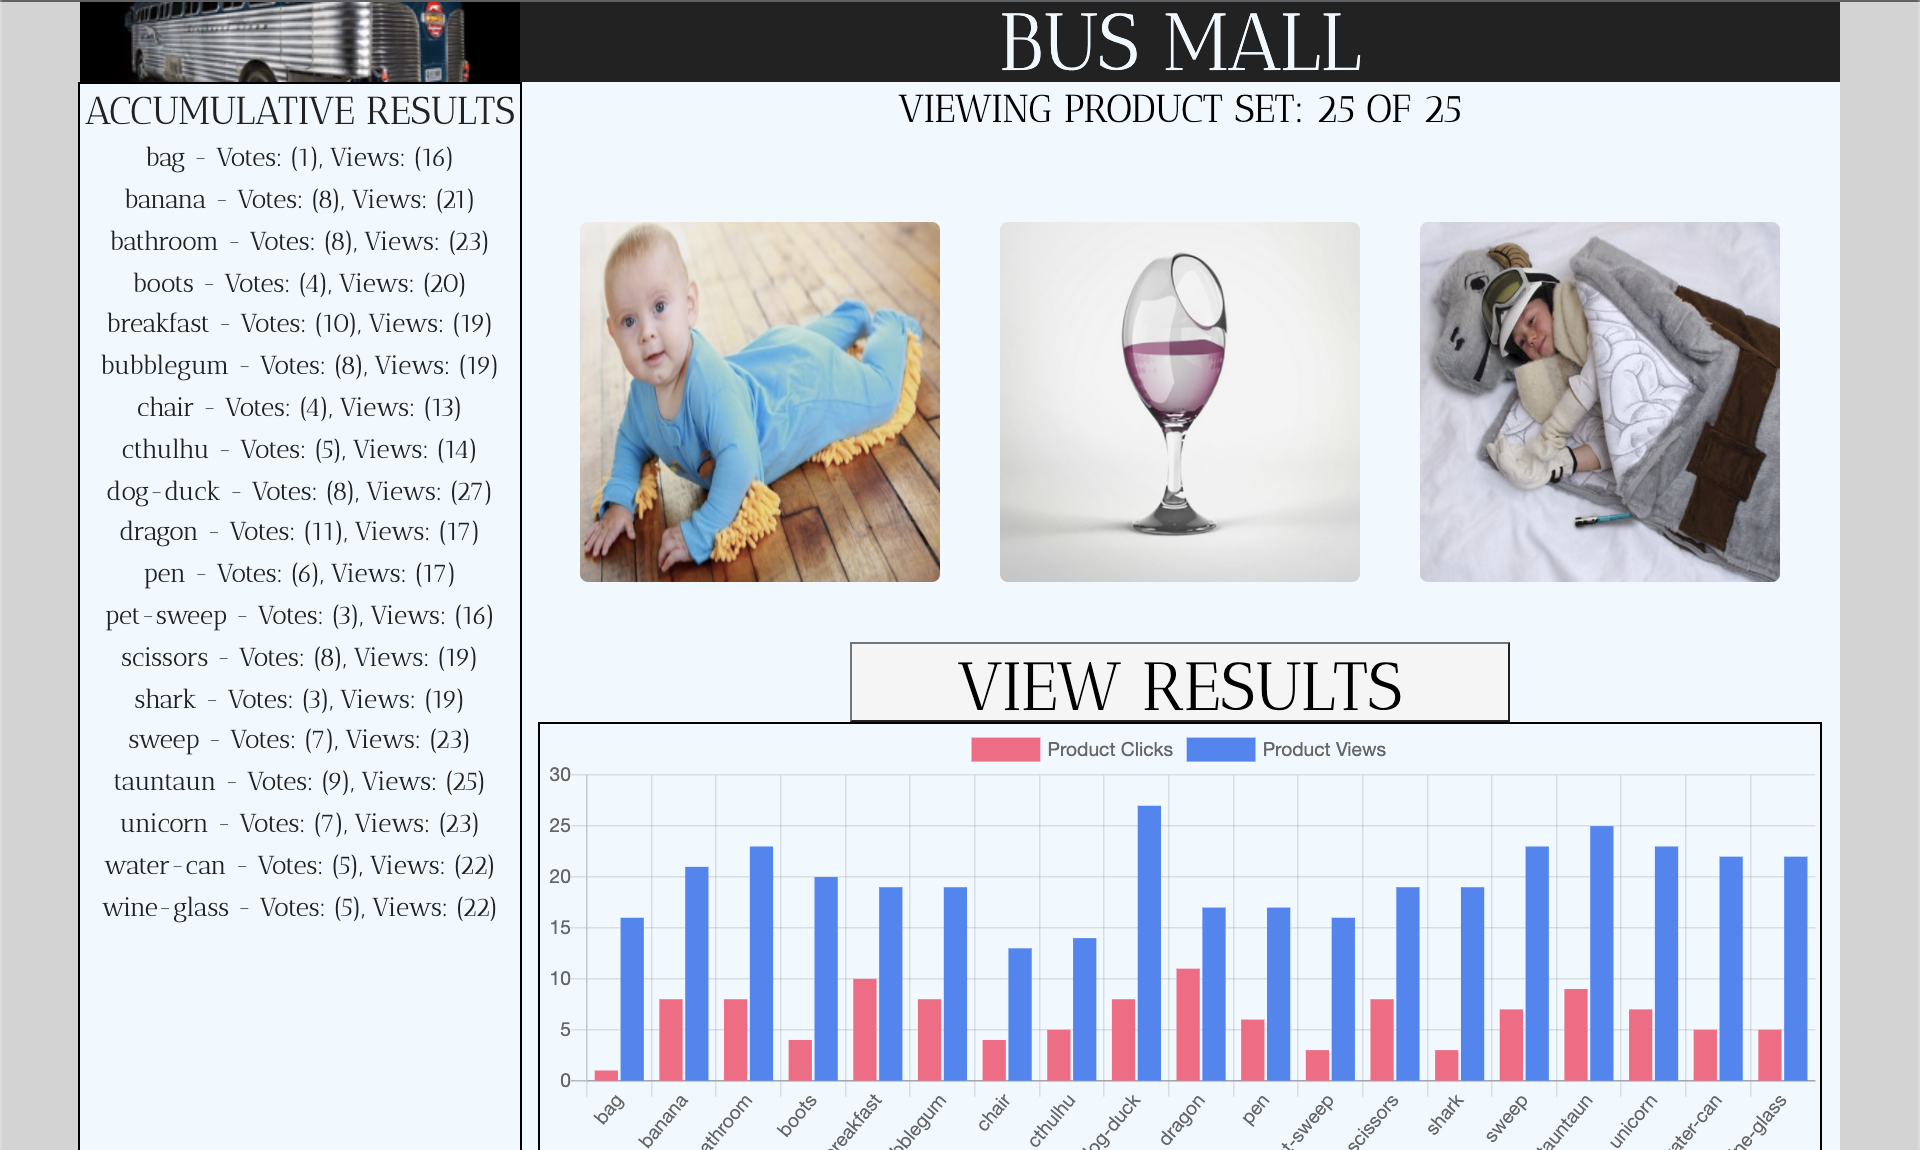 BUS MALL
ACCUMULATIVE RESULTS
bag - Votes: (1), Views: (16)
banana - Votes: (8), Views: (21)
bathroom - Votes: (8), Views: (23)
boots - Votes: (4), Views: (20)
breakfast - Votes: (10), Views: (19)
bubblegum - Votes: (8), Views: (19)
chair - Votes: (4), Views: (13)
cthulhu - Votes: (5), Views: (14)
dog-duck - Votes: (8), Views: (27)
dragon - Votes: (11), Views: (17)
pen - Votes: (6), Views: (17)
pet-sweep - Votes: (3), Views: (16)
scissors - Votes: (8), Views: (19)
shark - Votes: (3), Views: (19)
sweep - Votes: (7), Views: (23)
tauntaun - Votes: (9), Views: (25)
unicorn - Votes: (7), Views: (23)
water-can - Votes: (5), Views: (22)
wine-glass - Votes: (5), Views: (22)
VIEWING PRODUCT SET: 25 OF 25
VIEW RESULTS
Product Clicks Product Views
30
25
20
15
10
5
0
bag
banana
athroom
boots
reakfast
blegum
chair
cthulhu
log-duck
dragon
pen
t-sweep
scissors
shark
sweep
auntaun
unicorn
ater-can
ne-glass